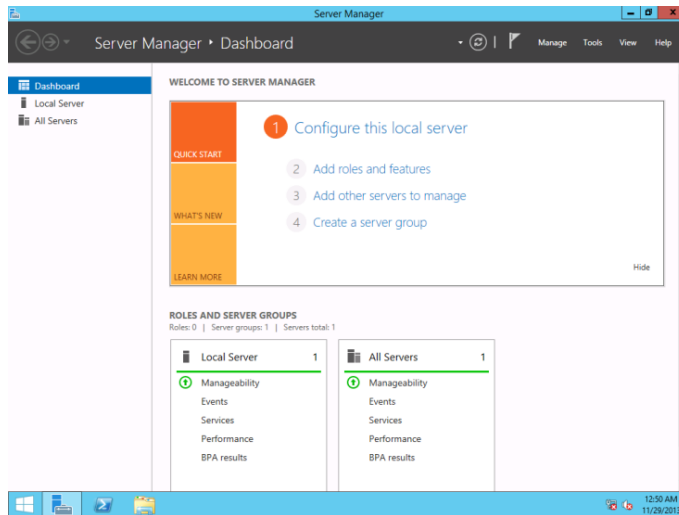 Server Manager
Server Manager • Dashboard
Manage Tools View Help
Dashboard
Local Server
All Servers
WELCOME TO SERVER MANAGER
QUICK START
WHAT'S NEW
LEARN MORE
1 Configure this local server
2 Add roles and features
3 Add other servers to manage
4 Create a server group
Hide
ROLES AND SERVER GROUPS
Roles: 0 | Server groups: 1 | Servers total: 1
Local Server 1
Manageability
Events
Services
Performance
BPA results
All Servers 1
Manageability
Events
Services
Performance
BPA results
12:50 AM
11/29/2013